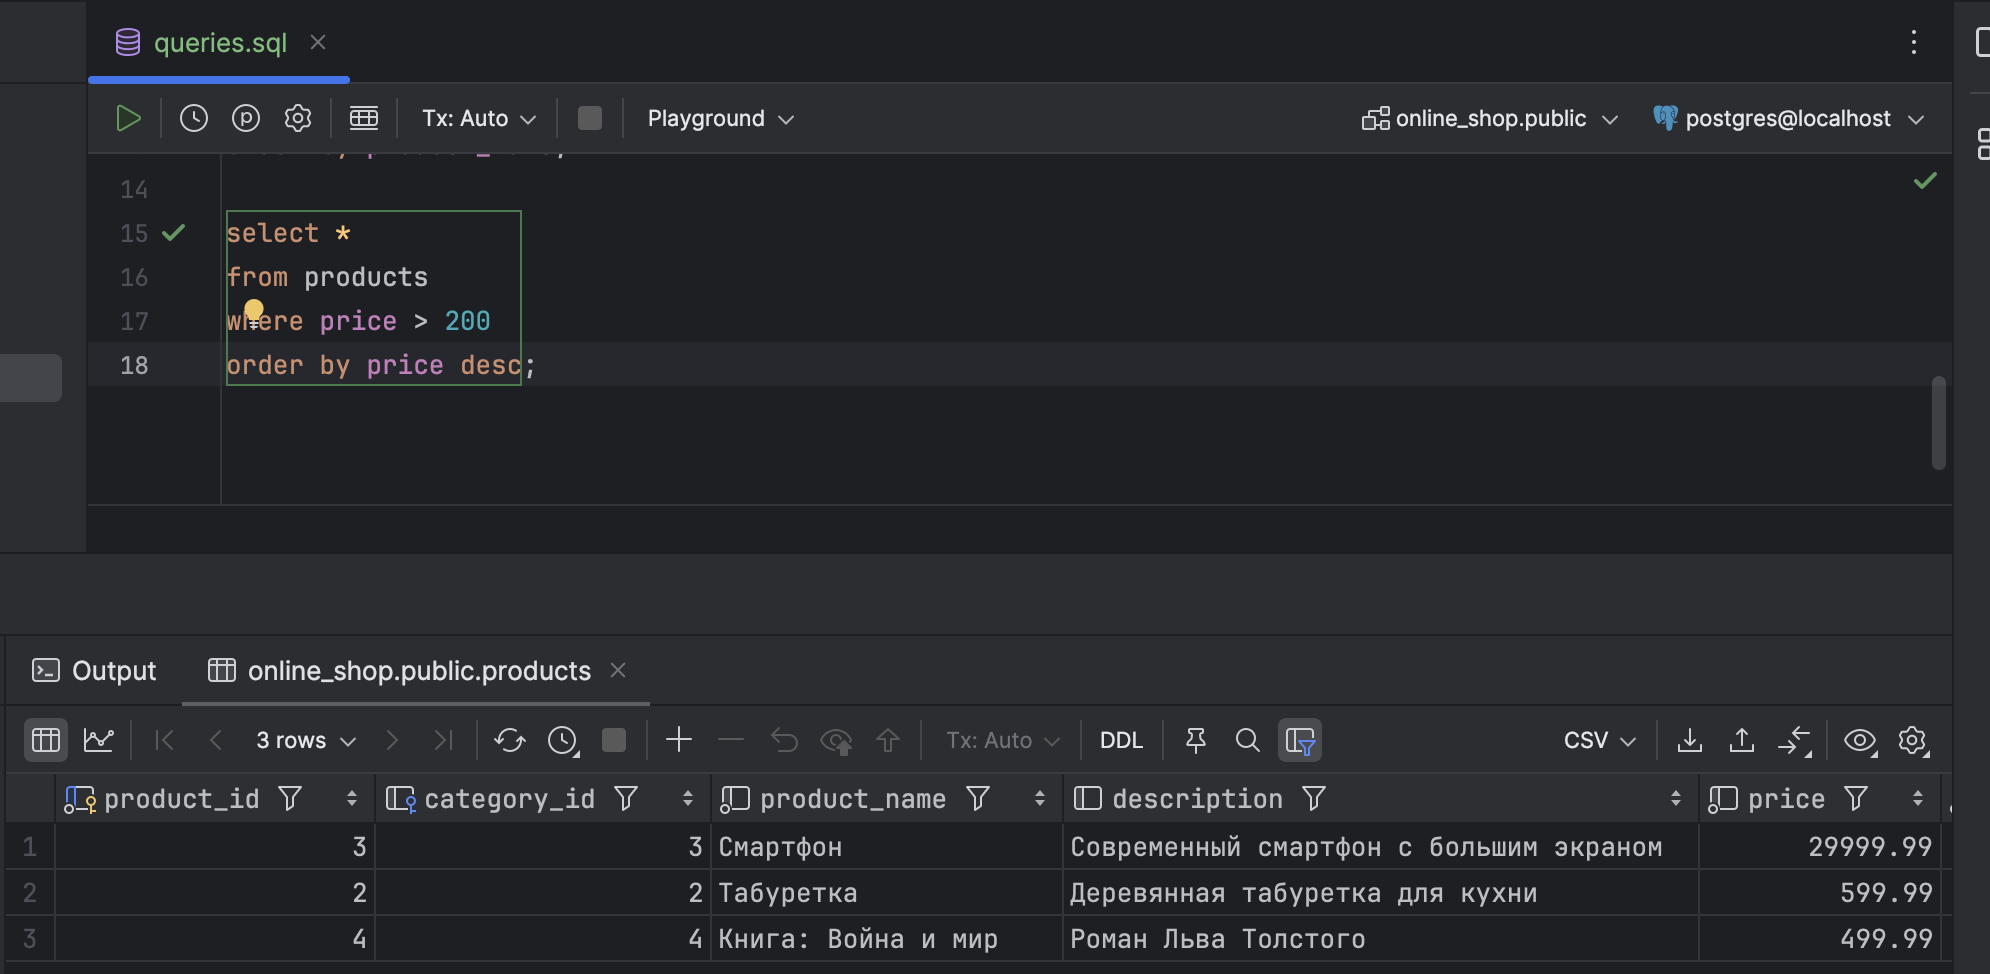 queries.sql
Tx: Auto Playground online_shop.public postgres@localhost
14
15 select *
16 from products
17 where price > 200
18 order by price desc;
Output online_shop.public.products
3 rows Tx: Auto DDL CSV
product_id category_id product_name description price
1 3 3 Смартфон Современный смартфон с большим экраном 29999.99
2 2 2 Табуретка Деревянная табуретка для кухни 599.99
3 4 4 Книга: Война и мир Роман Льва Толстого 499.99